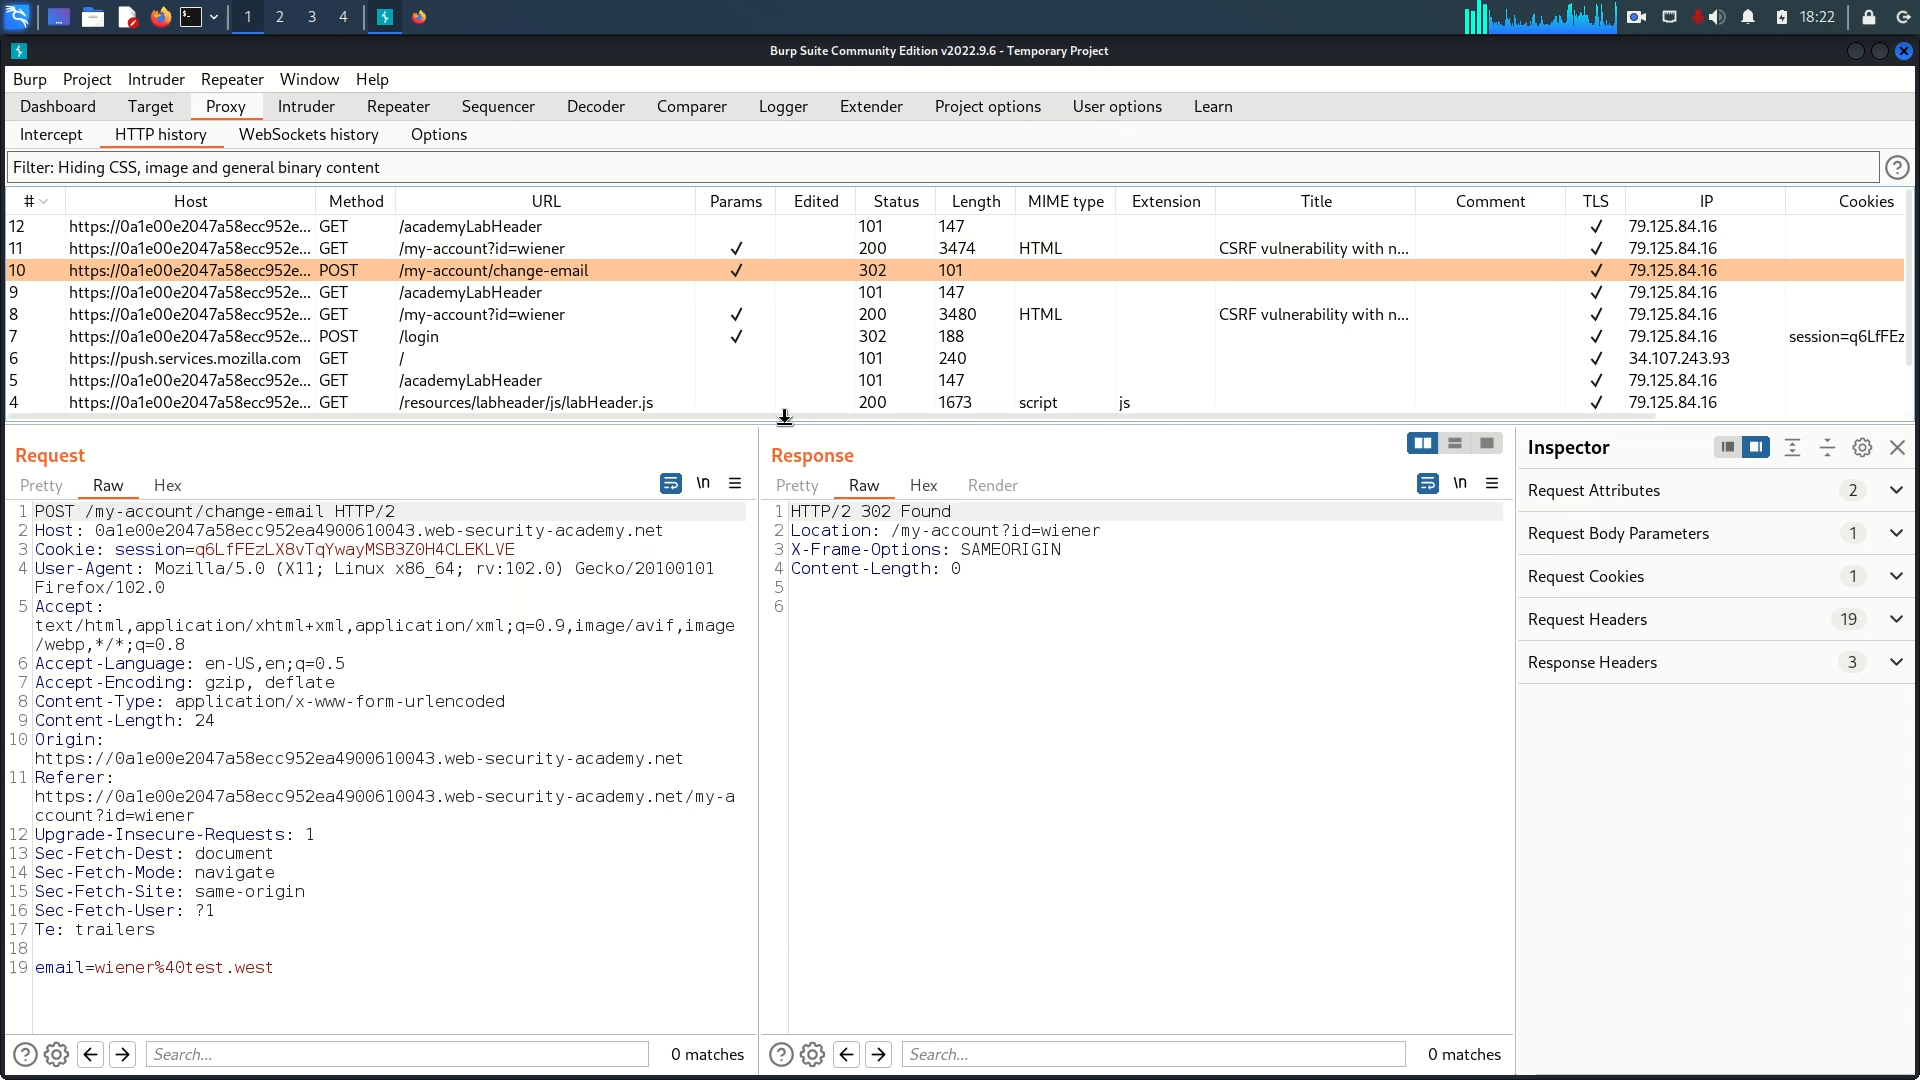 1 2 3 4 18:22
Burp Suite Community Edition v2022.9.6 - Temporary Project
Burp Project Intruder Repeater Window Help
Dashboard Target Proxy Intruder Repeater Sequencer Decoder Comparer Logger Extender Project options User options Learn
Intercept HTTP history WebSockets history Options
Filter: Hiding CSS, image and general binary content
# Host Method URL Params Edited Status Length MIME type Extension Title Comment TLS IP Cookies
12 https://0a1e00e2047a58ecc952e... GET /academyLabHeader 101 147 ✓ 79.125.84.16
11 https://0a1e00e2047a58ecc952e... GET /my-account?id=wiener ✓ 200 3474 HTML CSRF vulnerability with n... ✓ 79.125.84.16
10 https://0a1e00e2047a58ecc952e... POST /my-account/change-email ✓ 302 101 ✓ 79.125.84.16
9 https://0a1e00e2047a58ecc952e... GET /academyLabHeader 101 147 ✓ 79.125.84.16
8 https://0a1e00e2047a58ecc952e... GET /my-account?id=wiener ✓ 200 3480 HTML CSRF vulnerability with n... ✓ 79.125.84.16
7 https://0a1e00e2047a58ecc952e... POST /login ✓ 302 188 ✓ 79.125.84.16 session=q6LfFEz
6 https://push.services.mozilla.com GET / 101 240 ✓ 34.107.243.93
5 https://0a1e00e2047a58ecc952e... GET /academyLabHeader 101 147 ✓ 79.125.84.16
4 https://0a1e00e2047a58ecc952e... GET /resources/labheader/js/labHeader.js 200 1673 script js ✓ 79.125.84.16
Request
Pretty Raw Hex \n
1 POST /my-account/change-email HTTP/2
2 Host: 0a1e00e2047a58ecc952ea4900610043.web-security-academy.net
3 Cookie: session=q6LfFEzLX8vTqYwayMSB3Z0H4CLEKLVE
4 User-Agent: Mozilla/5.0 (X11; Linux x86_64; rv:102.0) Gecko/20100101
Firefox/102.0
5 Accept:
text/html,application/xhtml+xml,application/xml;q=0.9,image/avif,image
/webp,*/*;q=0.8
6 Accept-Language: en-US,en;q=0.5
7 Accept-Encoding: gzip, deflate
8 Content-Type: application/x-www-form-urlencoded
9 Content-Length: 24
10 Origin:
https://0a1e00e2047a58ecc952ea4900610043.web-security-academy.net
11 Referer:
https://0a1e00e2047a58ecc952ea4900610043.web-security-academy.net/my-a
ccount?id=wiener
12 Upgrade-Insecure-Requests: 1
13 Sec-Fetch-Dest: document
14 Sec-Fetch-Mode: navigate
15 Sec-Fetch-Site: same-origin
16 Sec-Fetch-User: ?1
17 Te: trailers
18
19 email=wiener%40test.west
Search... 0 matches
Response
Pretty Raw Hex Render \n
1 HTTP/2 302 Found
2 Location: /my-account?id=wiener
3 X-Frame-Options: SAMEORIGIN
4 Content-Length: 0
5
6
Search... 0 matches
Inspector
Request Attributes 2
Request Body Parameters 1
Request Cookies 1
Request Headers 19
Response Headers 3